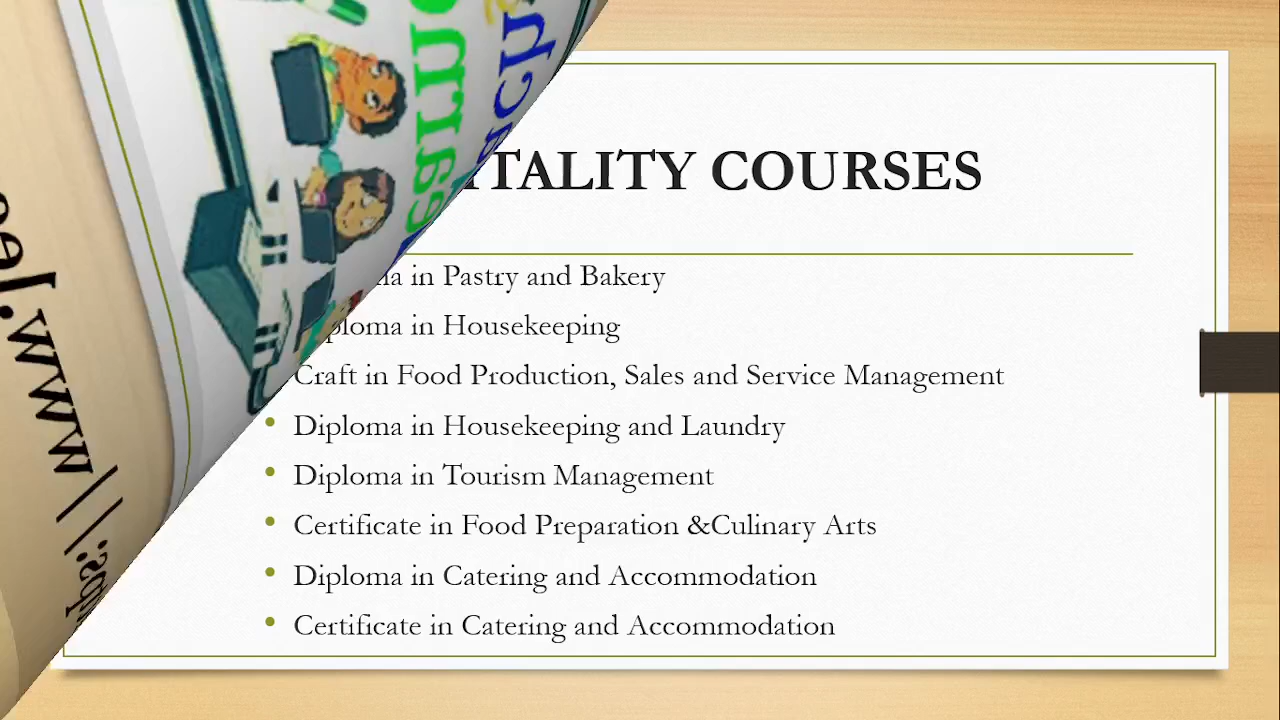 ITALITY COURSES
in Pastry and Bakery
ploma in Housekeeping
Craft in Food Production, Sales and Service Management
• Diploma in Housekeeping and Laundry
• Diploma in Tourism Management
• Certificate in Food Preparation &Culinary Arts
• Diploma in Catering and Accommodation
• Certificate in Catering and Accommodation